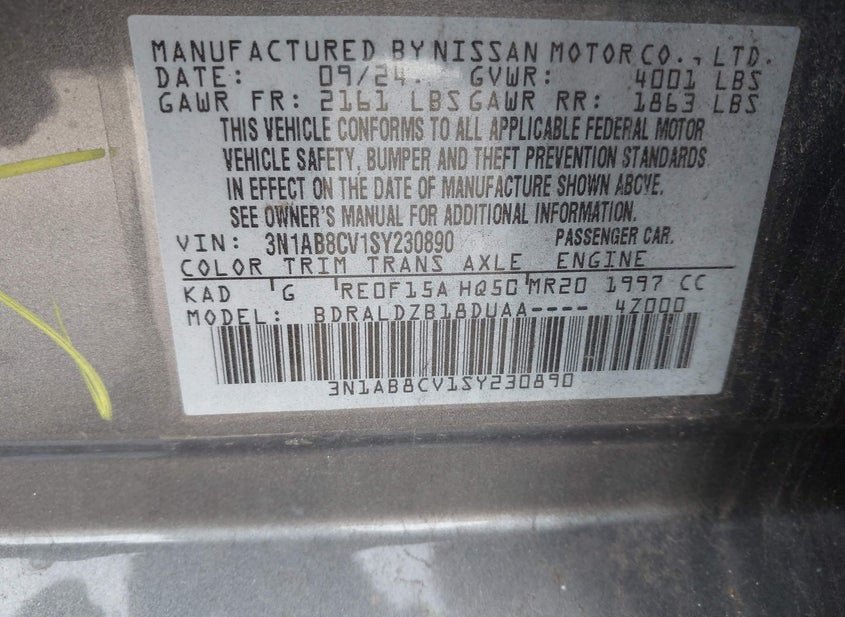 MANUFACTURED BY NISSAN MOTOR CO., LTD.
DATE: 09/24 GVWR: 4001 LBS
GAWR FR: 2161 LBS GAWR RR: 1863 LBS
THIS VEHICLE CONFORMS TO ALL APPLICABLE FEDERAL MOTOR
VEHICLE SAFETY, BUMPER AND THEFT PREVENTION STANDARDS
IN EFFECT ON THE DATE OF MANUFACTURE SHOWN ABOVE.
SEE OWNER'S MANUAL FOR ADDITIONAL INFORMATION.
VIN: 3N1AB8CV1SY230890 PASSENGER CAR.
COLOR TRIM TRANS AXLE ENGINE
KAD G RE0F15A HQ50 MR20 1997 CC
MODEL: BDRALDZB18DUAA---- 4Z000
3N1AB8CV1SY230890